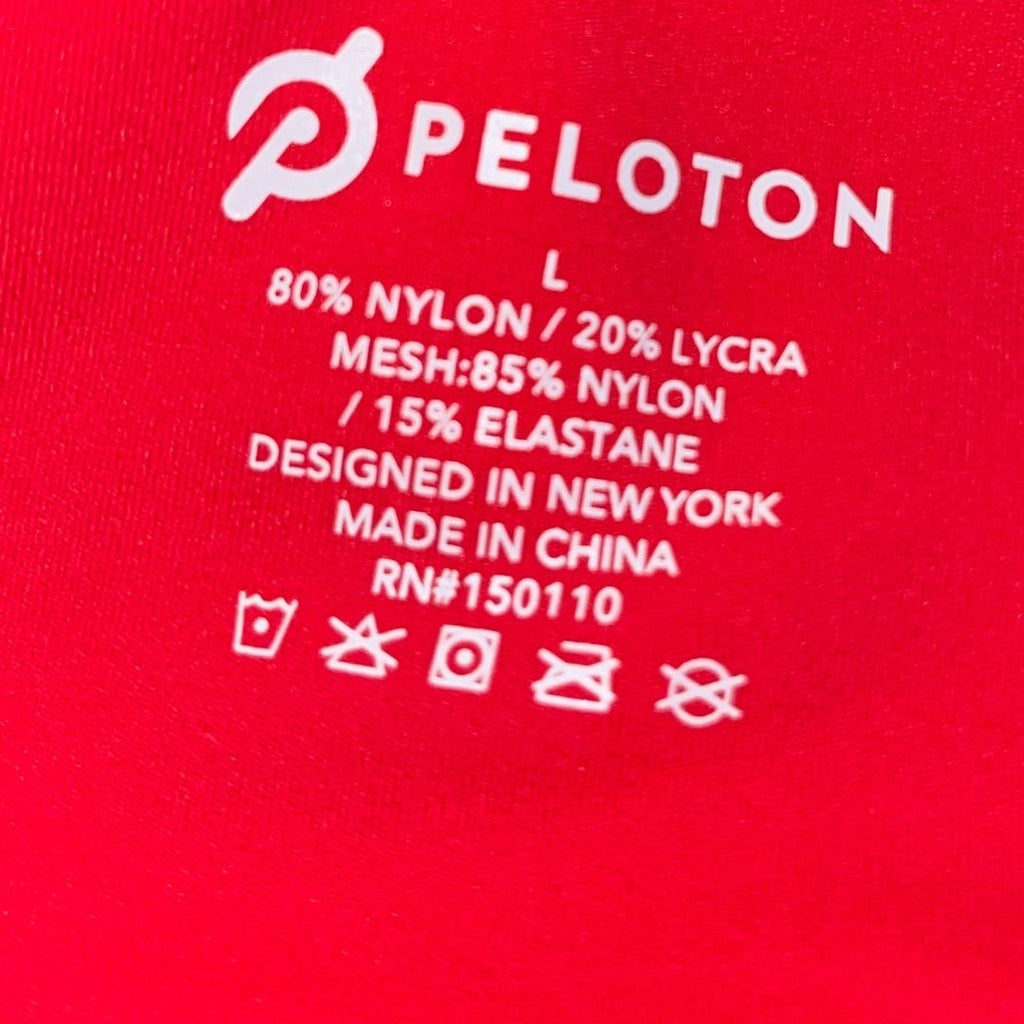 PELOTON
L
80% NYLON / 20% LYCRA
MESH:85% NYLON
/ 15% ELASTANE
DESIGNED IN NEW YORK
MADE IN CHINA
RN#150110